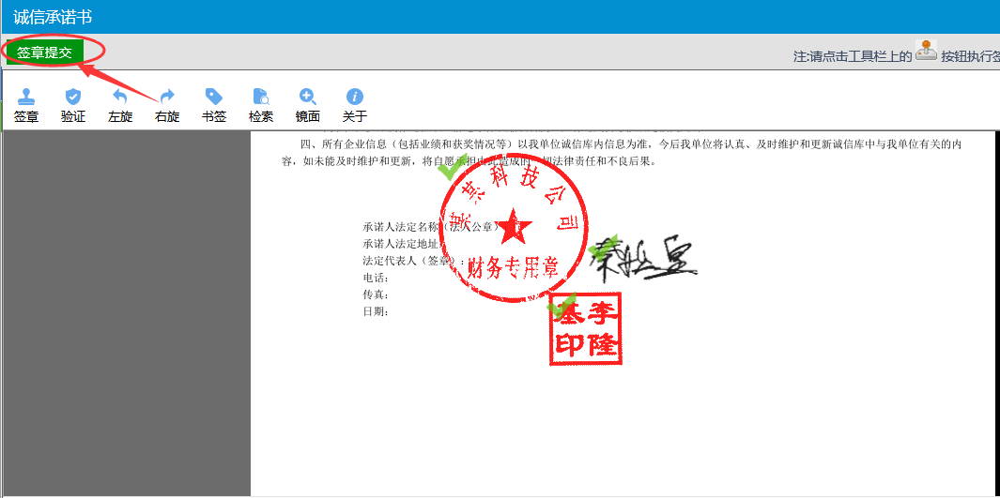 诚信承诺书
签章提交
注:请点击工具栏上的 按钮执行签
签章 验证 左旋 右旋 书签 检索 镜面 关于
四、所有企业信息（包括业绩和获奖情况等）以我单位诚信库内信息为准，今后我单位将认真、及时维护和更新诚信库中与我单位有关的内
容，如未能及时维护和更新，将自愿承担由此造成的一切法律责任和不良后果。
某某科技公司
承诺人法定名称（法人公章）
承诺人法定地址：
法定代表人（签章）：
财务专用章
电话：
传真：
日期：
李隆基印